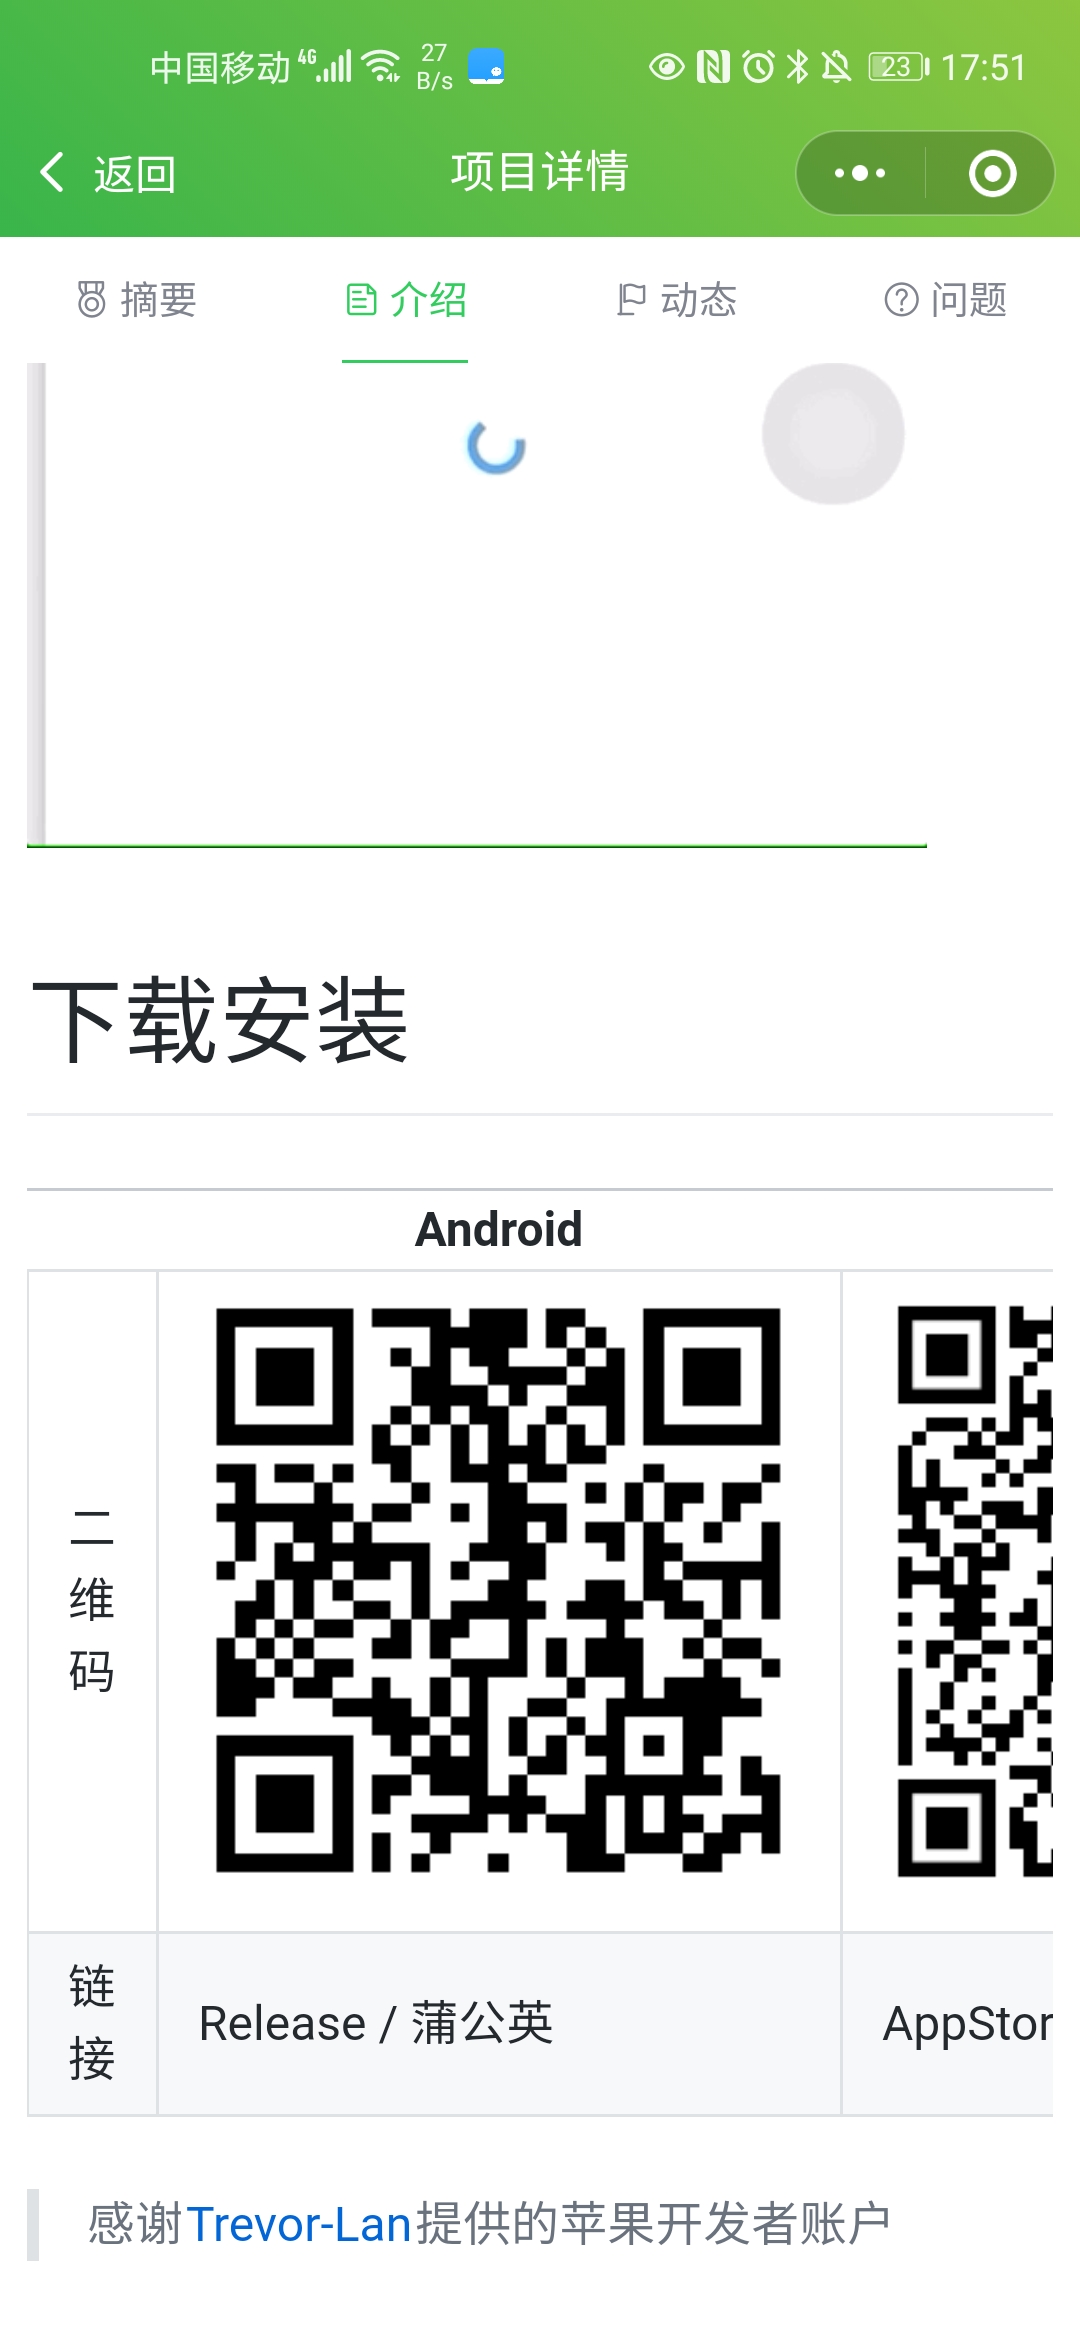 中国移动 4G 27 B/s 23 17:51
返回 项目详情
摘要 介绍 动态 问题
下载安装
Android
二维码
链接 Release / 蒲公英 AppStor
感谢Trevor-Lan提供的苹果开发者账户